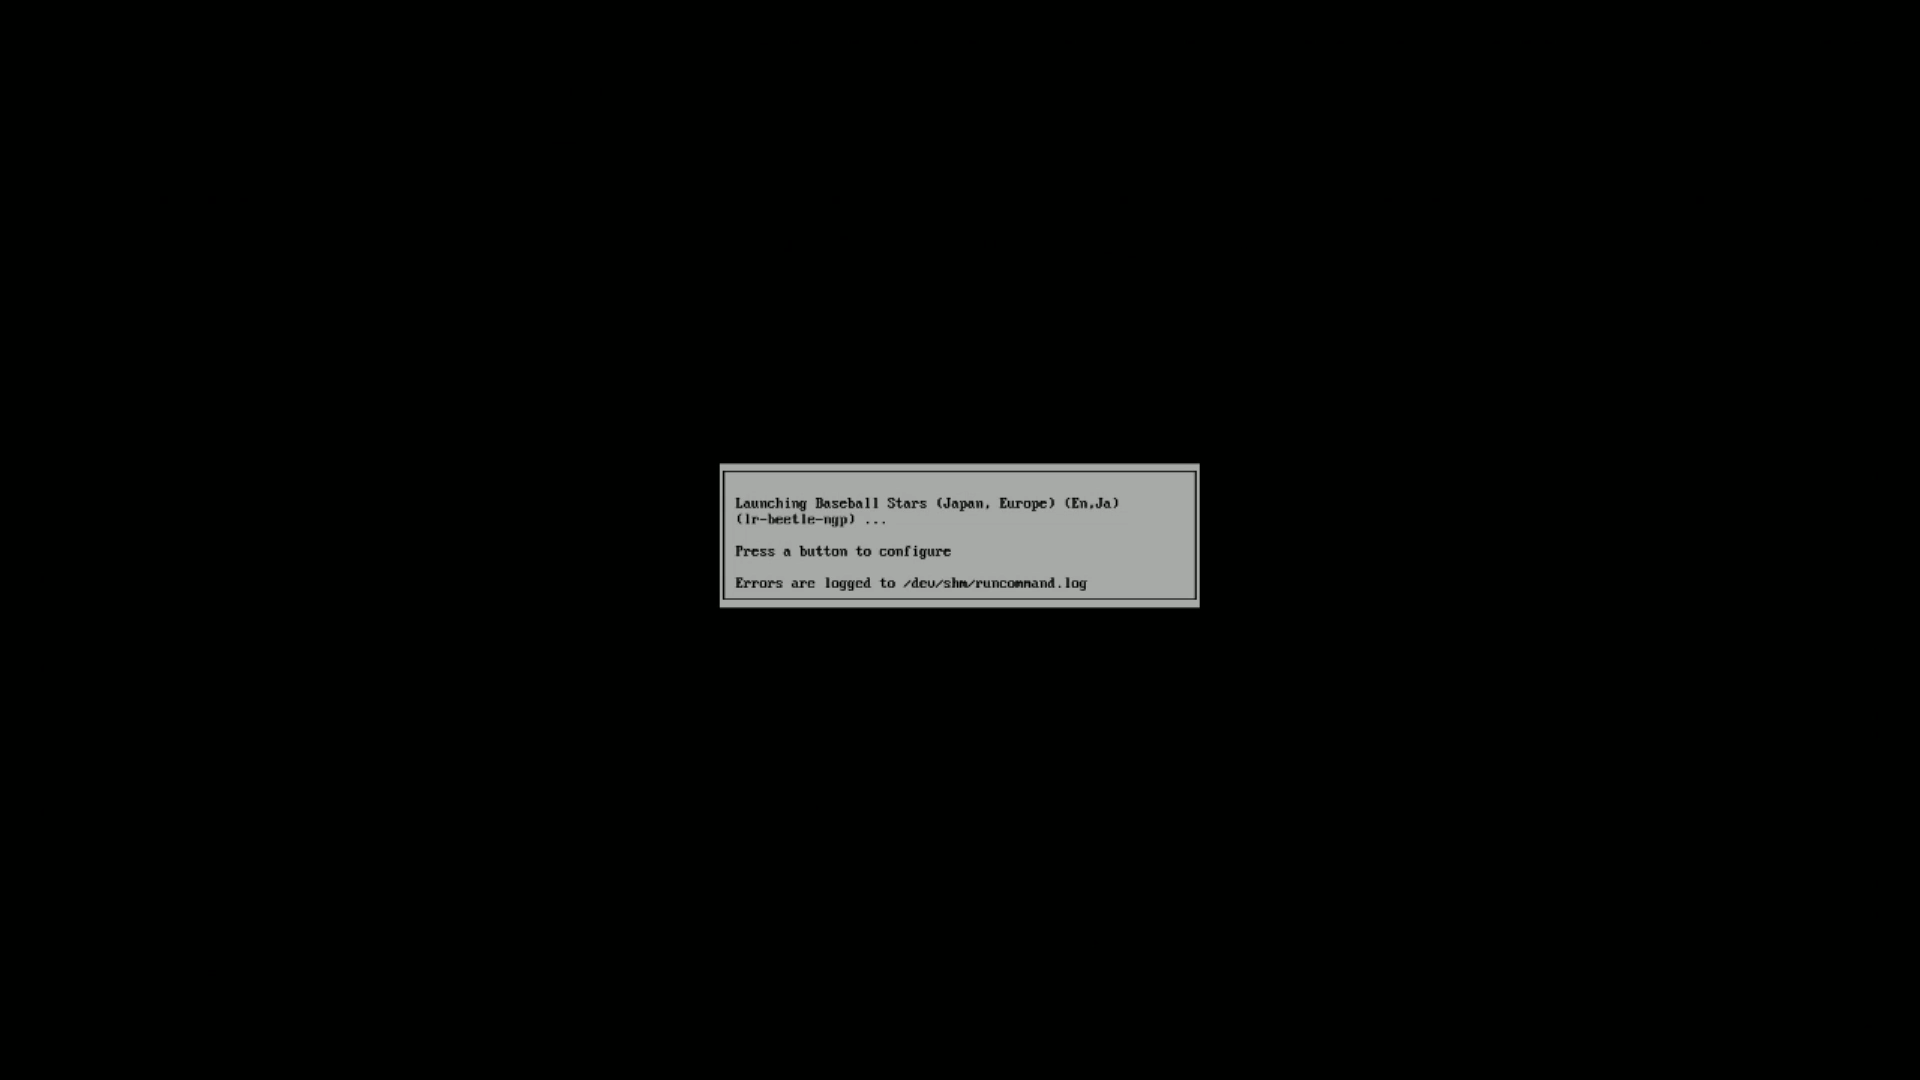 Launching Baseball Stars (Japan, Europe) (En,Ja)
(lr-beetle-ngp) ...
Press a button to configure
Errors are logged to /dev/shm/runcommand.log